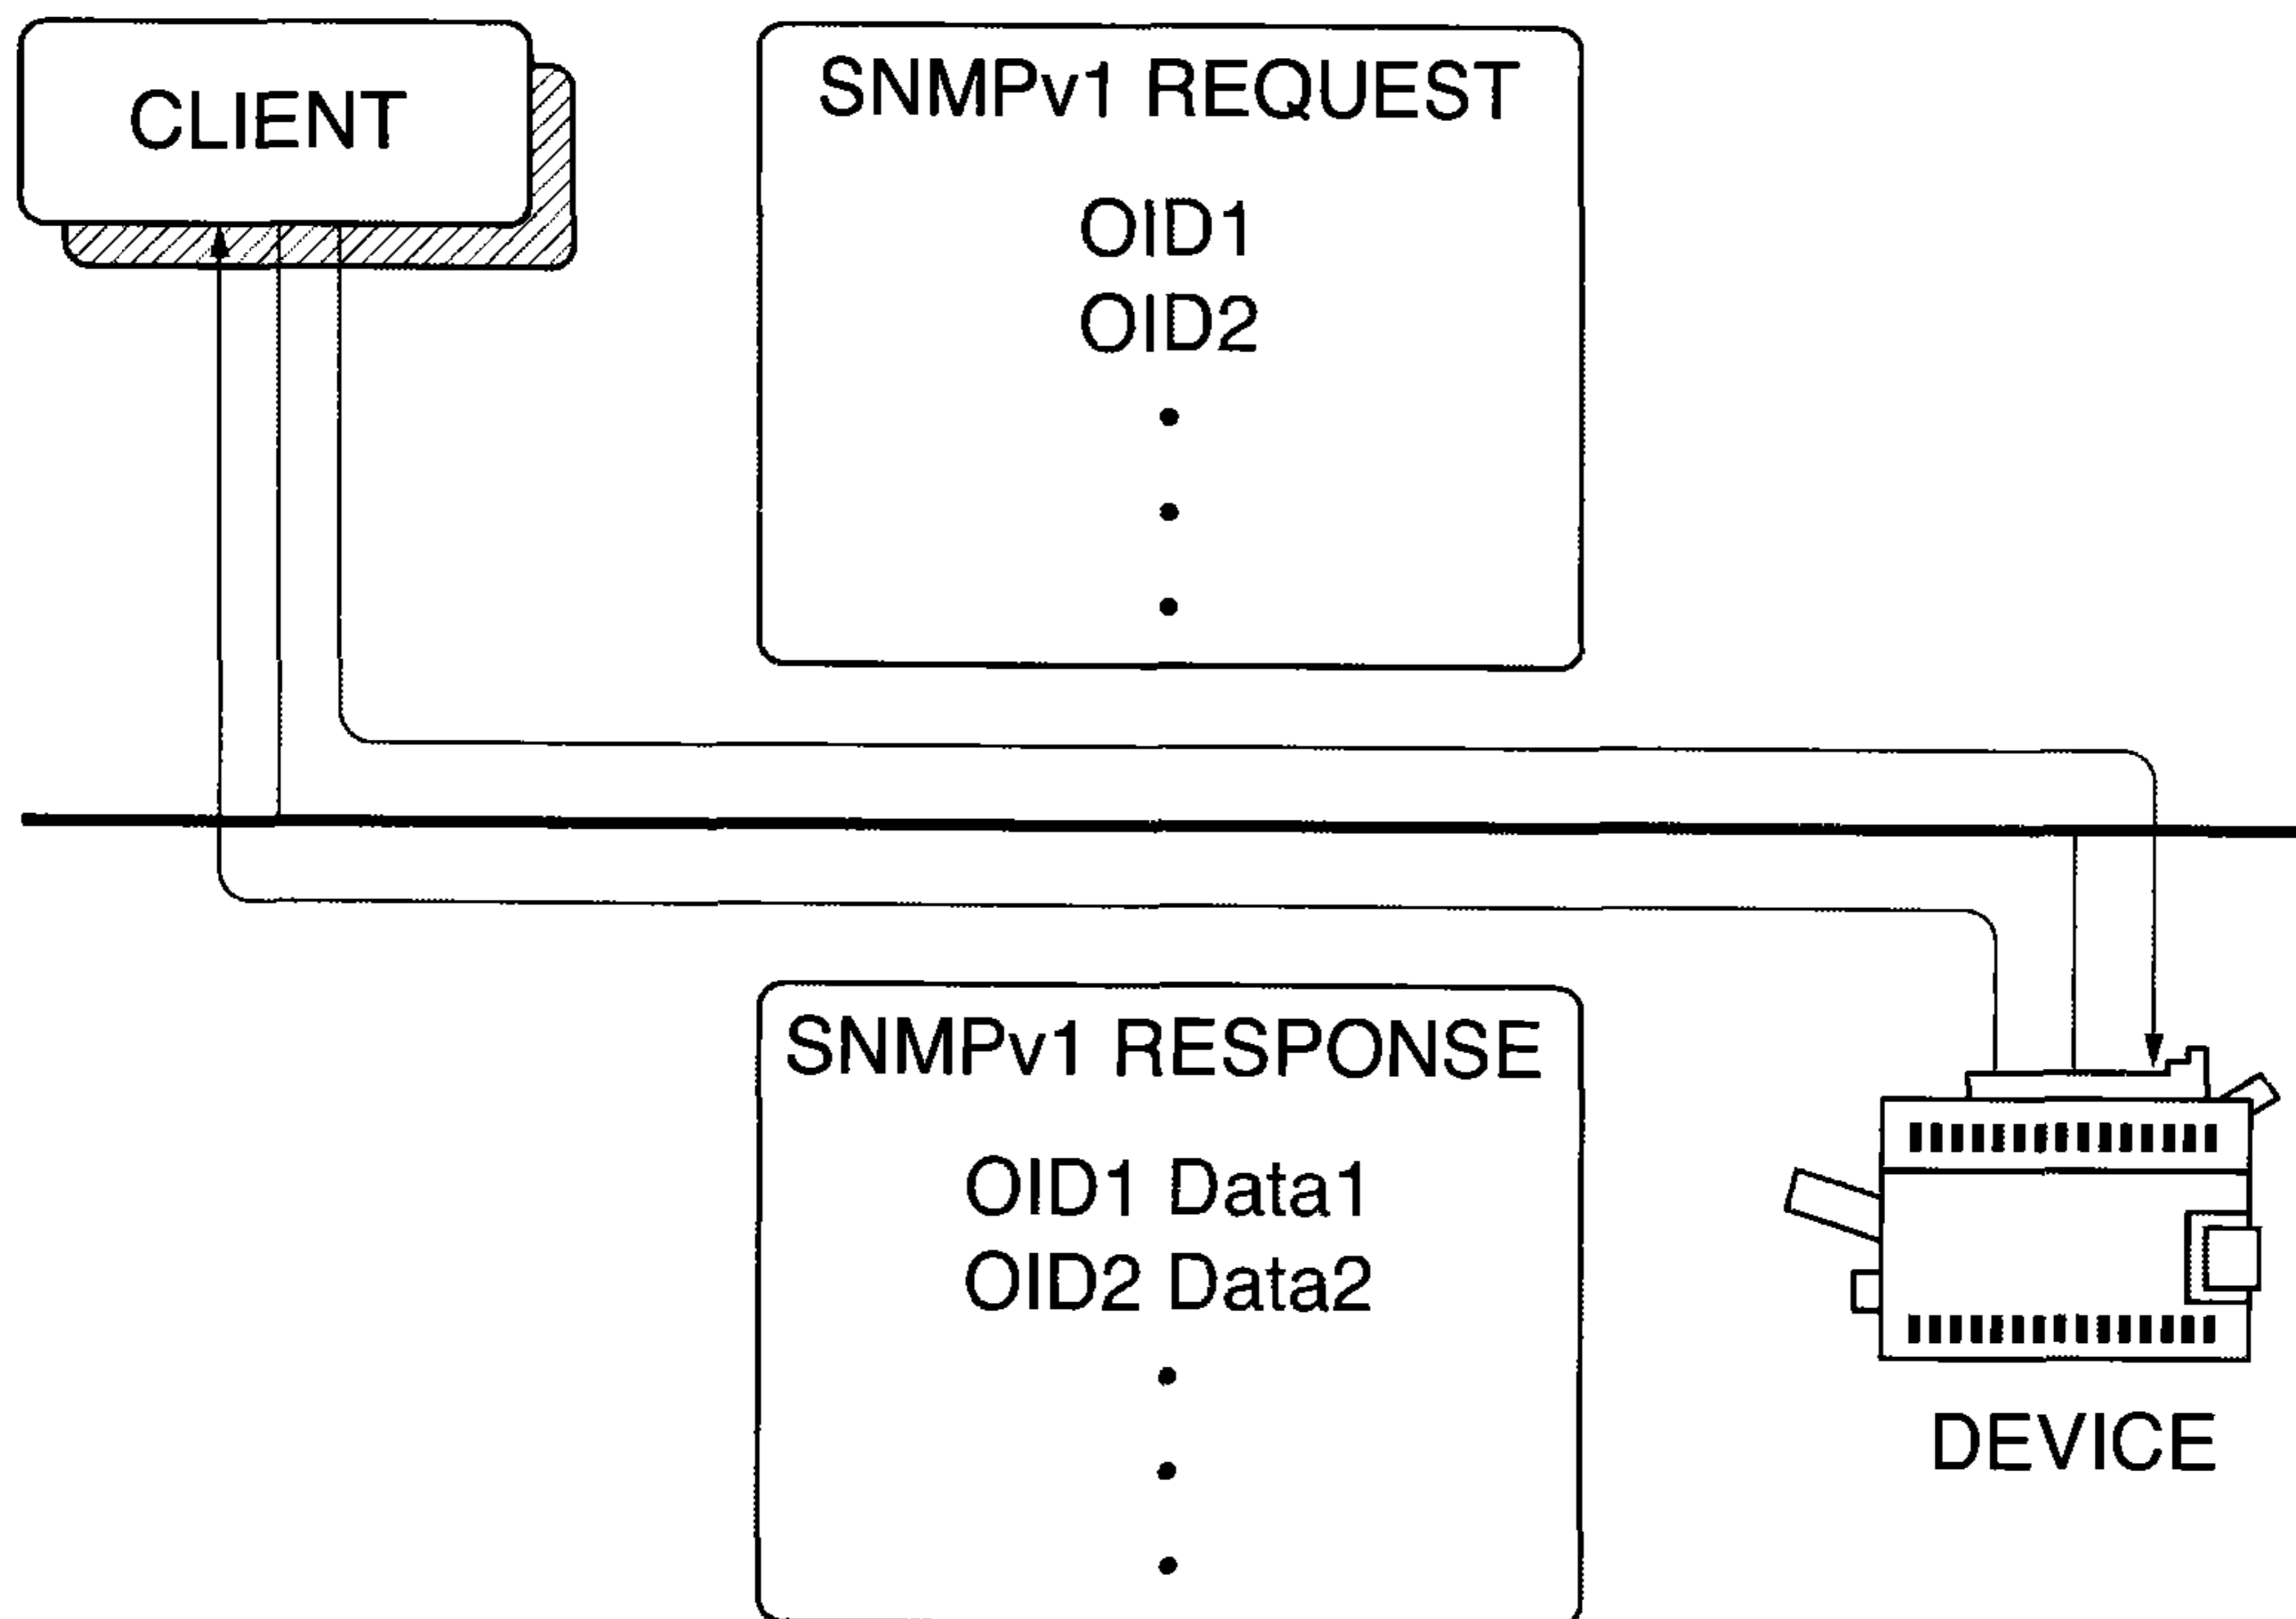 CLIENT
SNMPv1 REQUEST
OID1
OID2
SNMPv1 RESPONSE
OID1 Data1
OID2 Data2
DEVICE